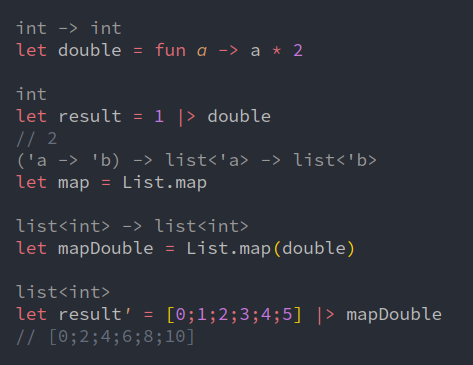 int -> int
let double = fun a -> a * 2
int
let result = 1 |> double
// 2
('a -> 'b) -> list<'a> -> list<'b>
let map = List.map
list<int> -> list<int>
let mapDouble = List.map(double)
list<int>
let result' = [0;1;2;3;4;5] |> mapDouble
// [0;2;4;6;8;10]